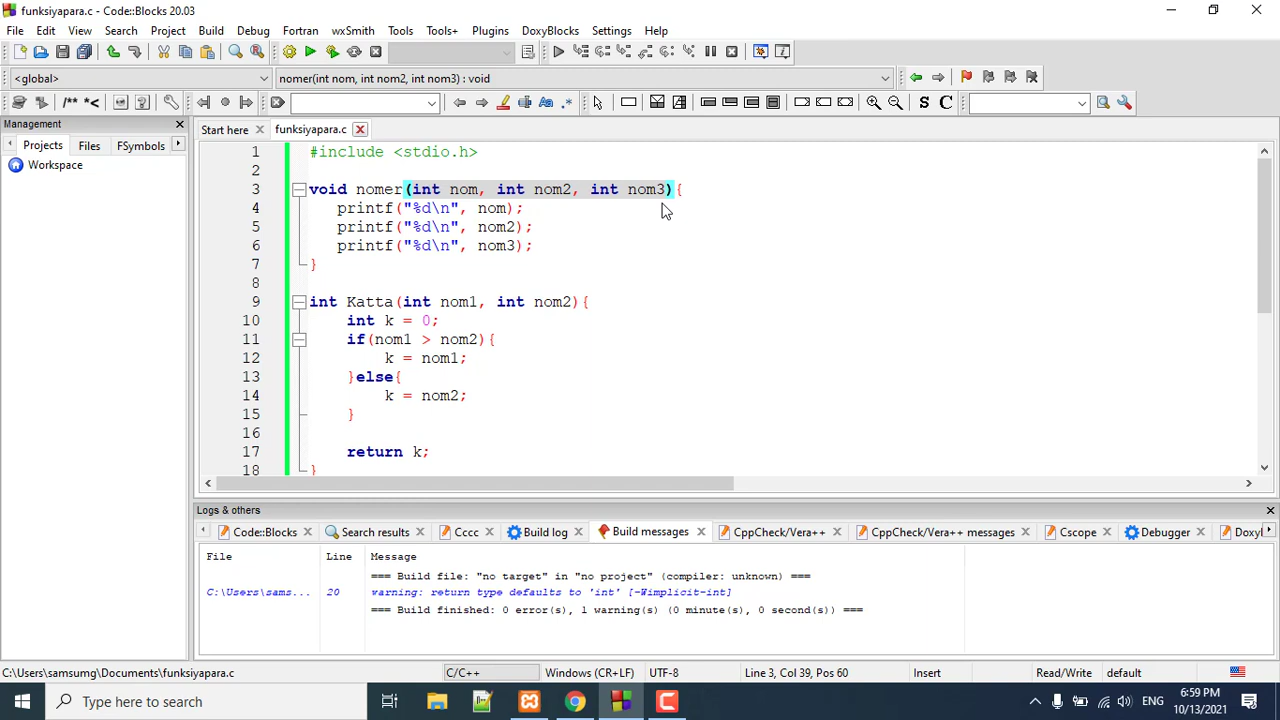 funksiyapara.c - Code::Blocks 20.03
File Edit View Search Project Build Debug Fortran wxSmith Tools Tools+ Plugins DoxyBlocks Settings Help
<global> nomer(int nom, int nom2, int nom3) : void
/** *< Aa .* S C
Management
Projects Files FSymbols
Workspace
Start here funksiyapara.c
1 #include <stdio.h>
2
3 void nomer(int nom, int nom2, int nom3){
4 printf("%d\n", nom);
5 printf("%d\n", nom2);
6 printf("%d\n", nom3);
7 }
8
9 int Katta(int nom1, int nom2){
10 int k = 0;
11 if(nom1 > nom2){
12 k = nom1;
13 }else{
14 k = nom2;
15 }
16
17 return k;
18 }
Logs & others
Code::Blocks Search results Cccc Build log Build messages CppCheck/Vera++ CppCheck/Vera++ messages Cscope Debugger Doxyl
File Line Message
=== Build file: "no target" in "no project" (compiler: unknown) ===
C:\Users\sams... 20 warning: return type defaults to 'int' [-Wimplicit-int]
=== Build finished: 0 error(s), 1 warning(s) (0 minute(s), 0 second(s)) ===
C:\Users\samsumg\Documents\funksiyapara.c C/C++ Windows (CR+LF) UTF-8 Line 3, Col 39, Pos 60 Insert Read/Write default
Type here to search ENG 6:59 PM
10/13/2021